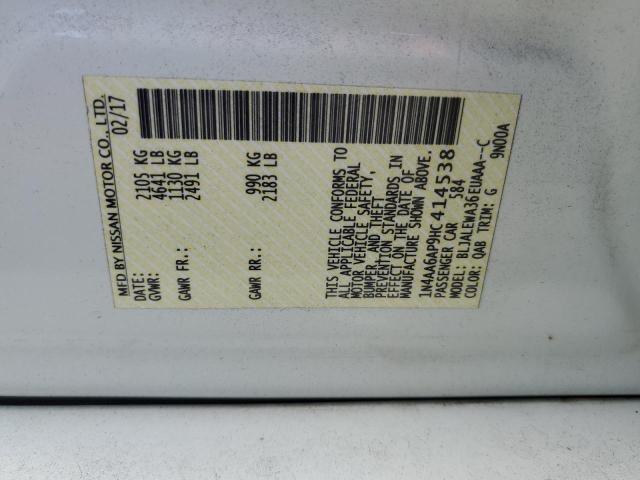 MFD BY NISSAN MOTOR CO., LTD.
DATE: 02/17
GVWR: 2105 KG
4641 LB
GAWR FR: 1130 KG
2491 LB
GAWR RR: 990 KG
2183 LB
THIS VEHICLE CONFORMS TO
ALL APPLICABLE FEDERAL
MOTOR VEHICLE SAFETY,
BUMPER, AND THEFT
PREVENTION STANDARDS IN
EFFECT ON THE DATE OF
MANUFACTURE SHOWN ABOVE.
1N4AA6AP9HC414538
PASSENGER CAR 584
MODEL: BLJALEWA36EUAAA--C
COLOR: QAB TRIM: G 9N00A